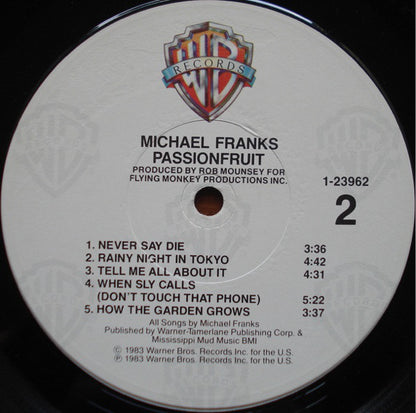 WB
RECORDS
MICHAEL FRANKS
PASSIONFRUIT
PRODUCED BY ROB MOUNSEY FOR
FLYING MONKEY PRODUCTIONS INC.
1-23962
2
1. NEVER SAY DIE 3:36
2. RAINY NIGHT IN TOKYO 4:42
3. TELL ME ALL ABOUT IT 4:31
4. WHEN SLY CALLS
(DON'T TOUCH THAT PHONE) 5:22
5. HOW THE GARDEN GROWS 3:37
All Songs by Michael Franks
Published by Warner-Tamerlane Publishing Corp. &
Mississippi Mud Music BMI
© 1983 Warner Bros. Records Inc. for the U.S.
℗ 1983 Warner Bros. Records Inc. for the U.S.